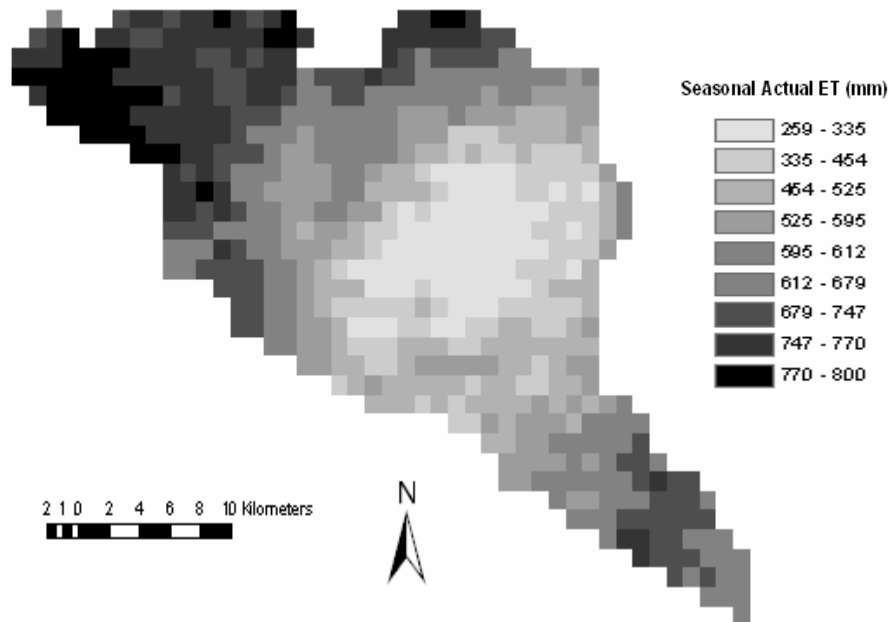 Seasonal Actual ET (mm)
259 - 335
335 - 454
454 - 525
525 - 595
595 - 612
612 - 679
679 - 747
747 - 770
770 - 800
2 1 0 2 4 6 8 10 Kilometers
N